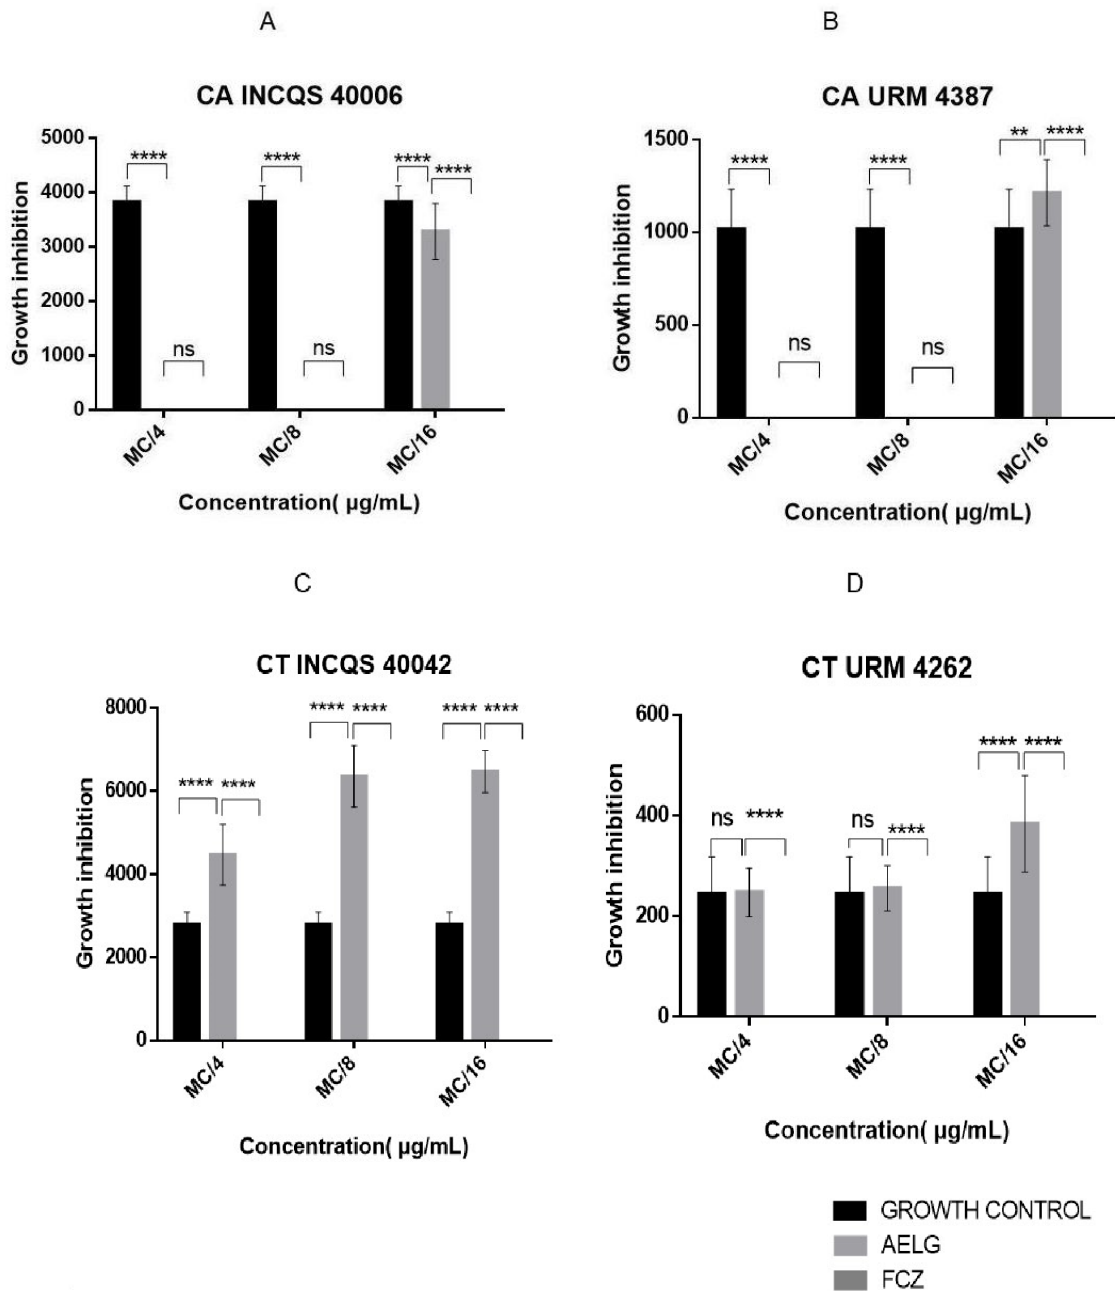 A
CA INCQS 40006
5000
4000
3000
2000
1000
0
Growth inhibition
**** **** **** ****
ns ns
MC/4 MC/8 MC/16
Concentration( µg/mL)
B
CA URM 4387
1500
1000
500
0
Growth inhibition
**** **** ** ****
ns ns
MC/4 MC/8 MC/16
Concentration( µg/mL)
C
CT INCQS 40042
8000
6000
4000
2000
0
Growth inhibition
**** **** **** **** **** ****
MC/4 MC/8 MC/16
Concentration( µg/mL)
D
CT URM 4262
600
400
200
0
Growth inhibition
ns **** ns **** **** ****
MC/4 MC/8 MC/16
Concentration( µg/mL)
GROWTH CONTROL
AELG
FCZ